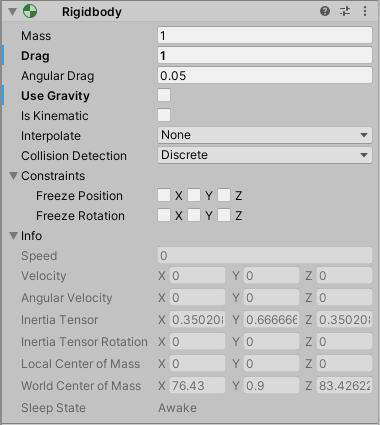 Rigidbody
Mass 1
Drag 1
Angular Drag 0.05
Use Gravity
Is Kinematic
Interpolate None
Collision Detection Discrete
Constraints
Freeze Position X Y Z
Freeze Rotation X Y Z
Info
Speed 0
Velocity X 0 Y 0 Z 0
Angular Velocity X 0 Y 0 Z 0
Inertia Tensor X 0.350208 Y 0.666666 Z 0.350208
Inertia Tensor Rotation X 0 Y 0 Z 0
Local Center of Mass X 0 Y 0 Z 0
World Center of Mass X 76.43 Y 0.9 Z 83.42622
Sleep State Awake